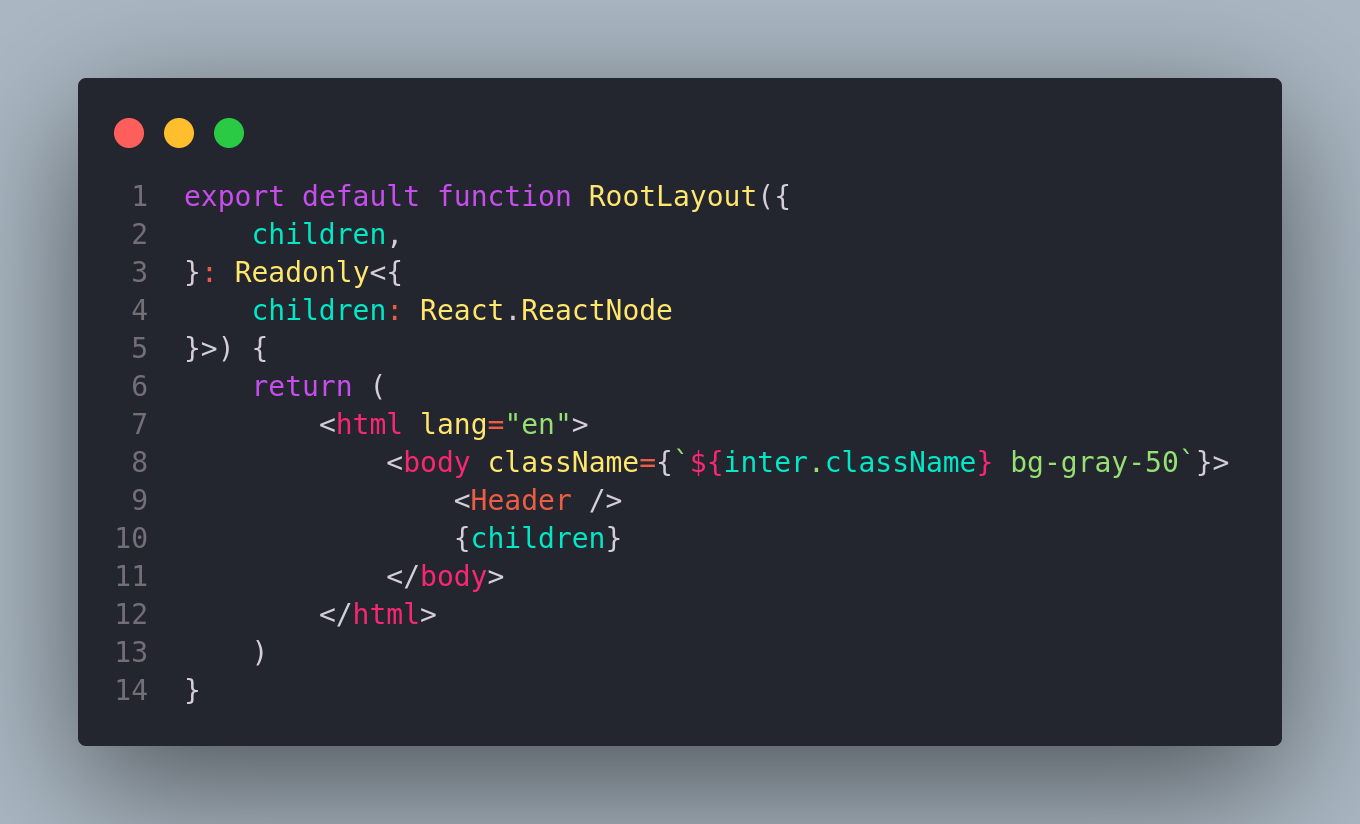 1 export default function RootLayout({
2     children,
3 }: Readonly<{
4     children: React.ReactNode
5 }>) {
6     return (
7         <html lang="en">
8             <body className={`${inter.className} bg-gray-50`}>
9                 <Header />
10                 {children}
11             </body>
12         </html>
13     )
14 }